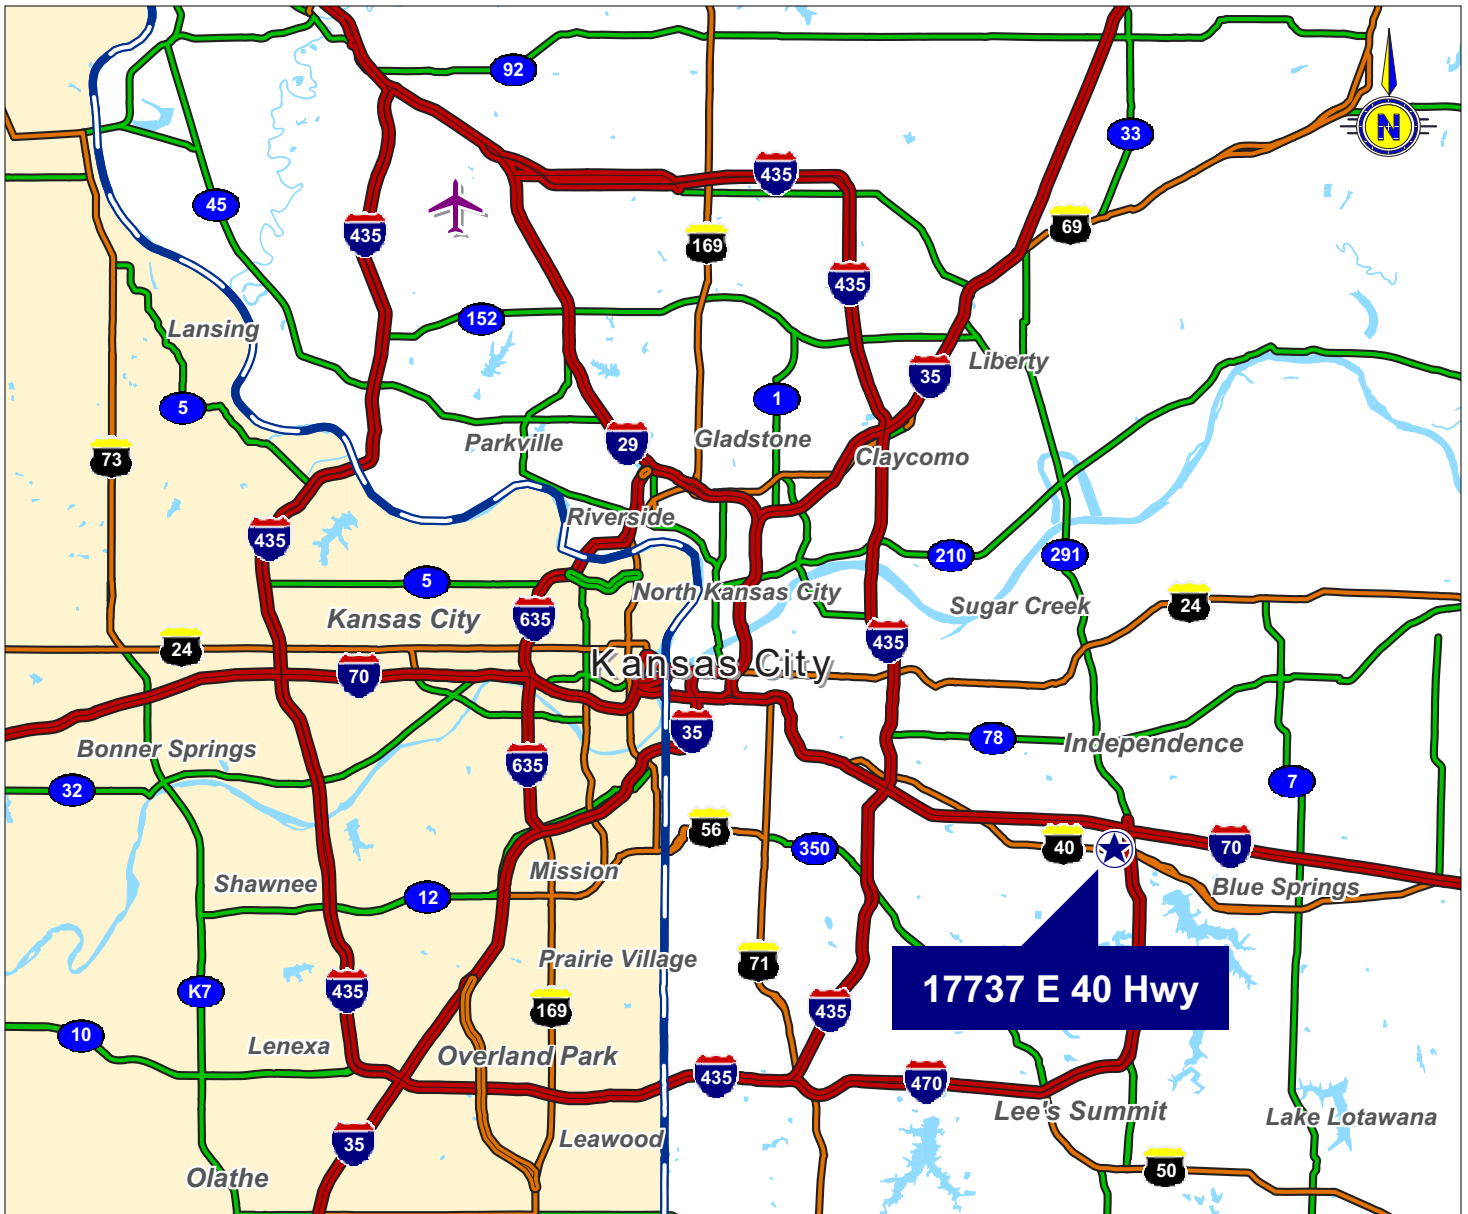 92
33
N
45
435
435
169
69
435
152
Lansing
Liberty
35
5
1
Parkville
29
Gladstone
Claycomo
73
Riverside
435
210
291
5
North Kansas City
Kansas City
635
Sugar Creek
24
24
435
70
Kansas City
35
78
Independence
Bonner Springs
635
32
7
56
350
40
70
Mission
Shawnee
12
Blue Springs
Prairie Village
71
17737 E 40 Hwy
K7
435
169
435
10
Lenexa
Overland Park
435
470
Lee's Summit
Lake Lotawana
35
Leawood
50
Olathe